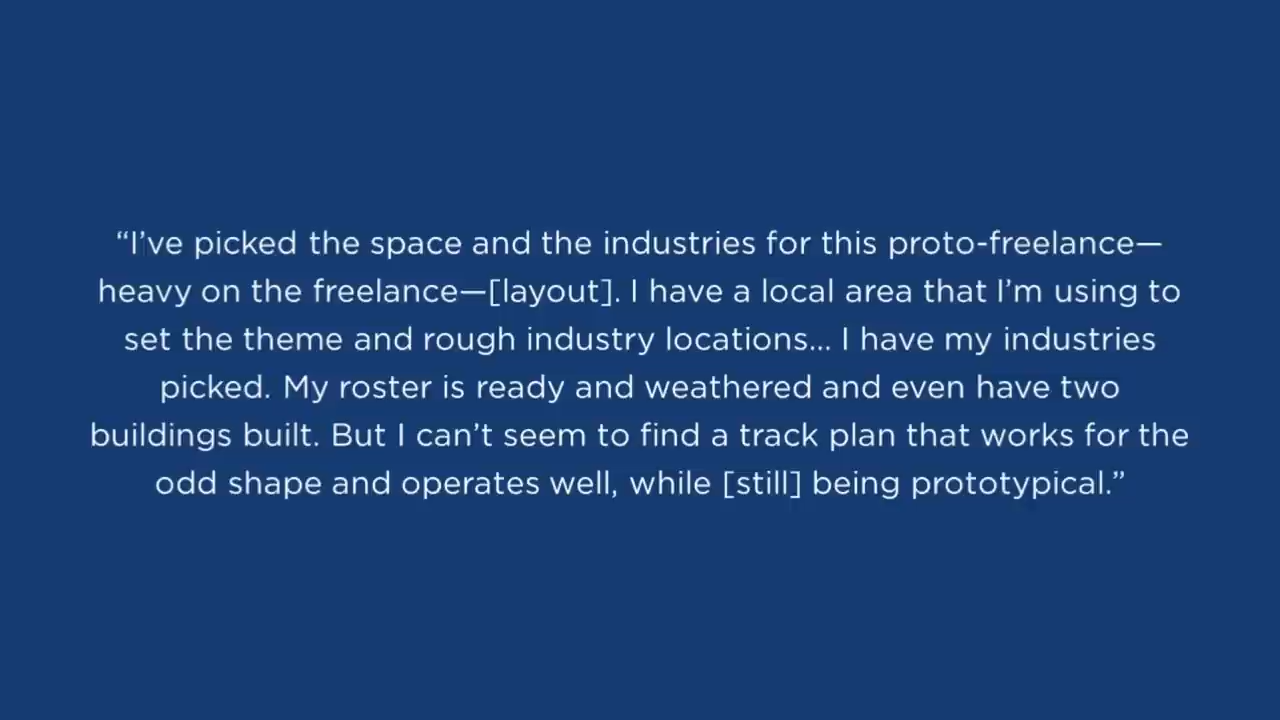 “I’ve picked the space and the industries for this proto-freelance—
heavy on the freelance—[layout]. I have a local area that I’m using to
set the theme and rough industry locations... I have my industries
picked. My roster is ready and weathered and even have two
buildings built. But I can’t seem to find a track plan that works for the
odd shape and operates well, while [still] being prototypical.”